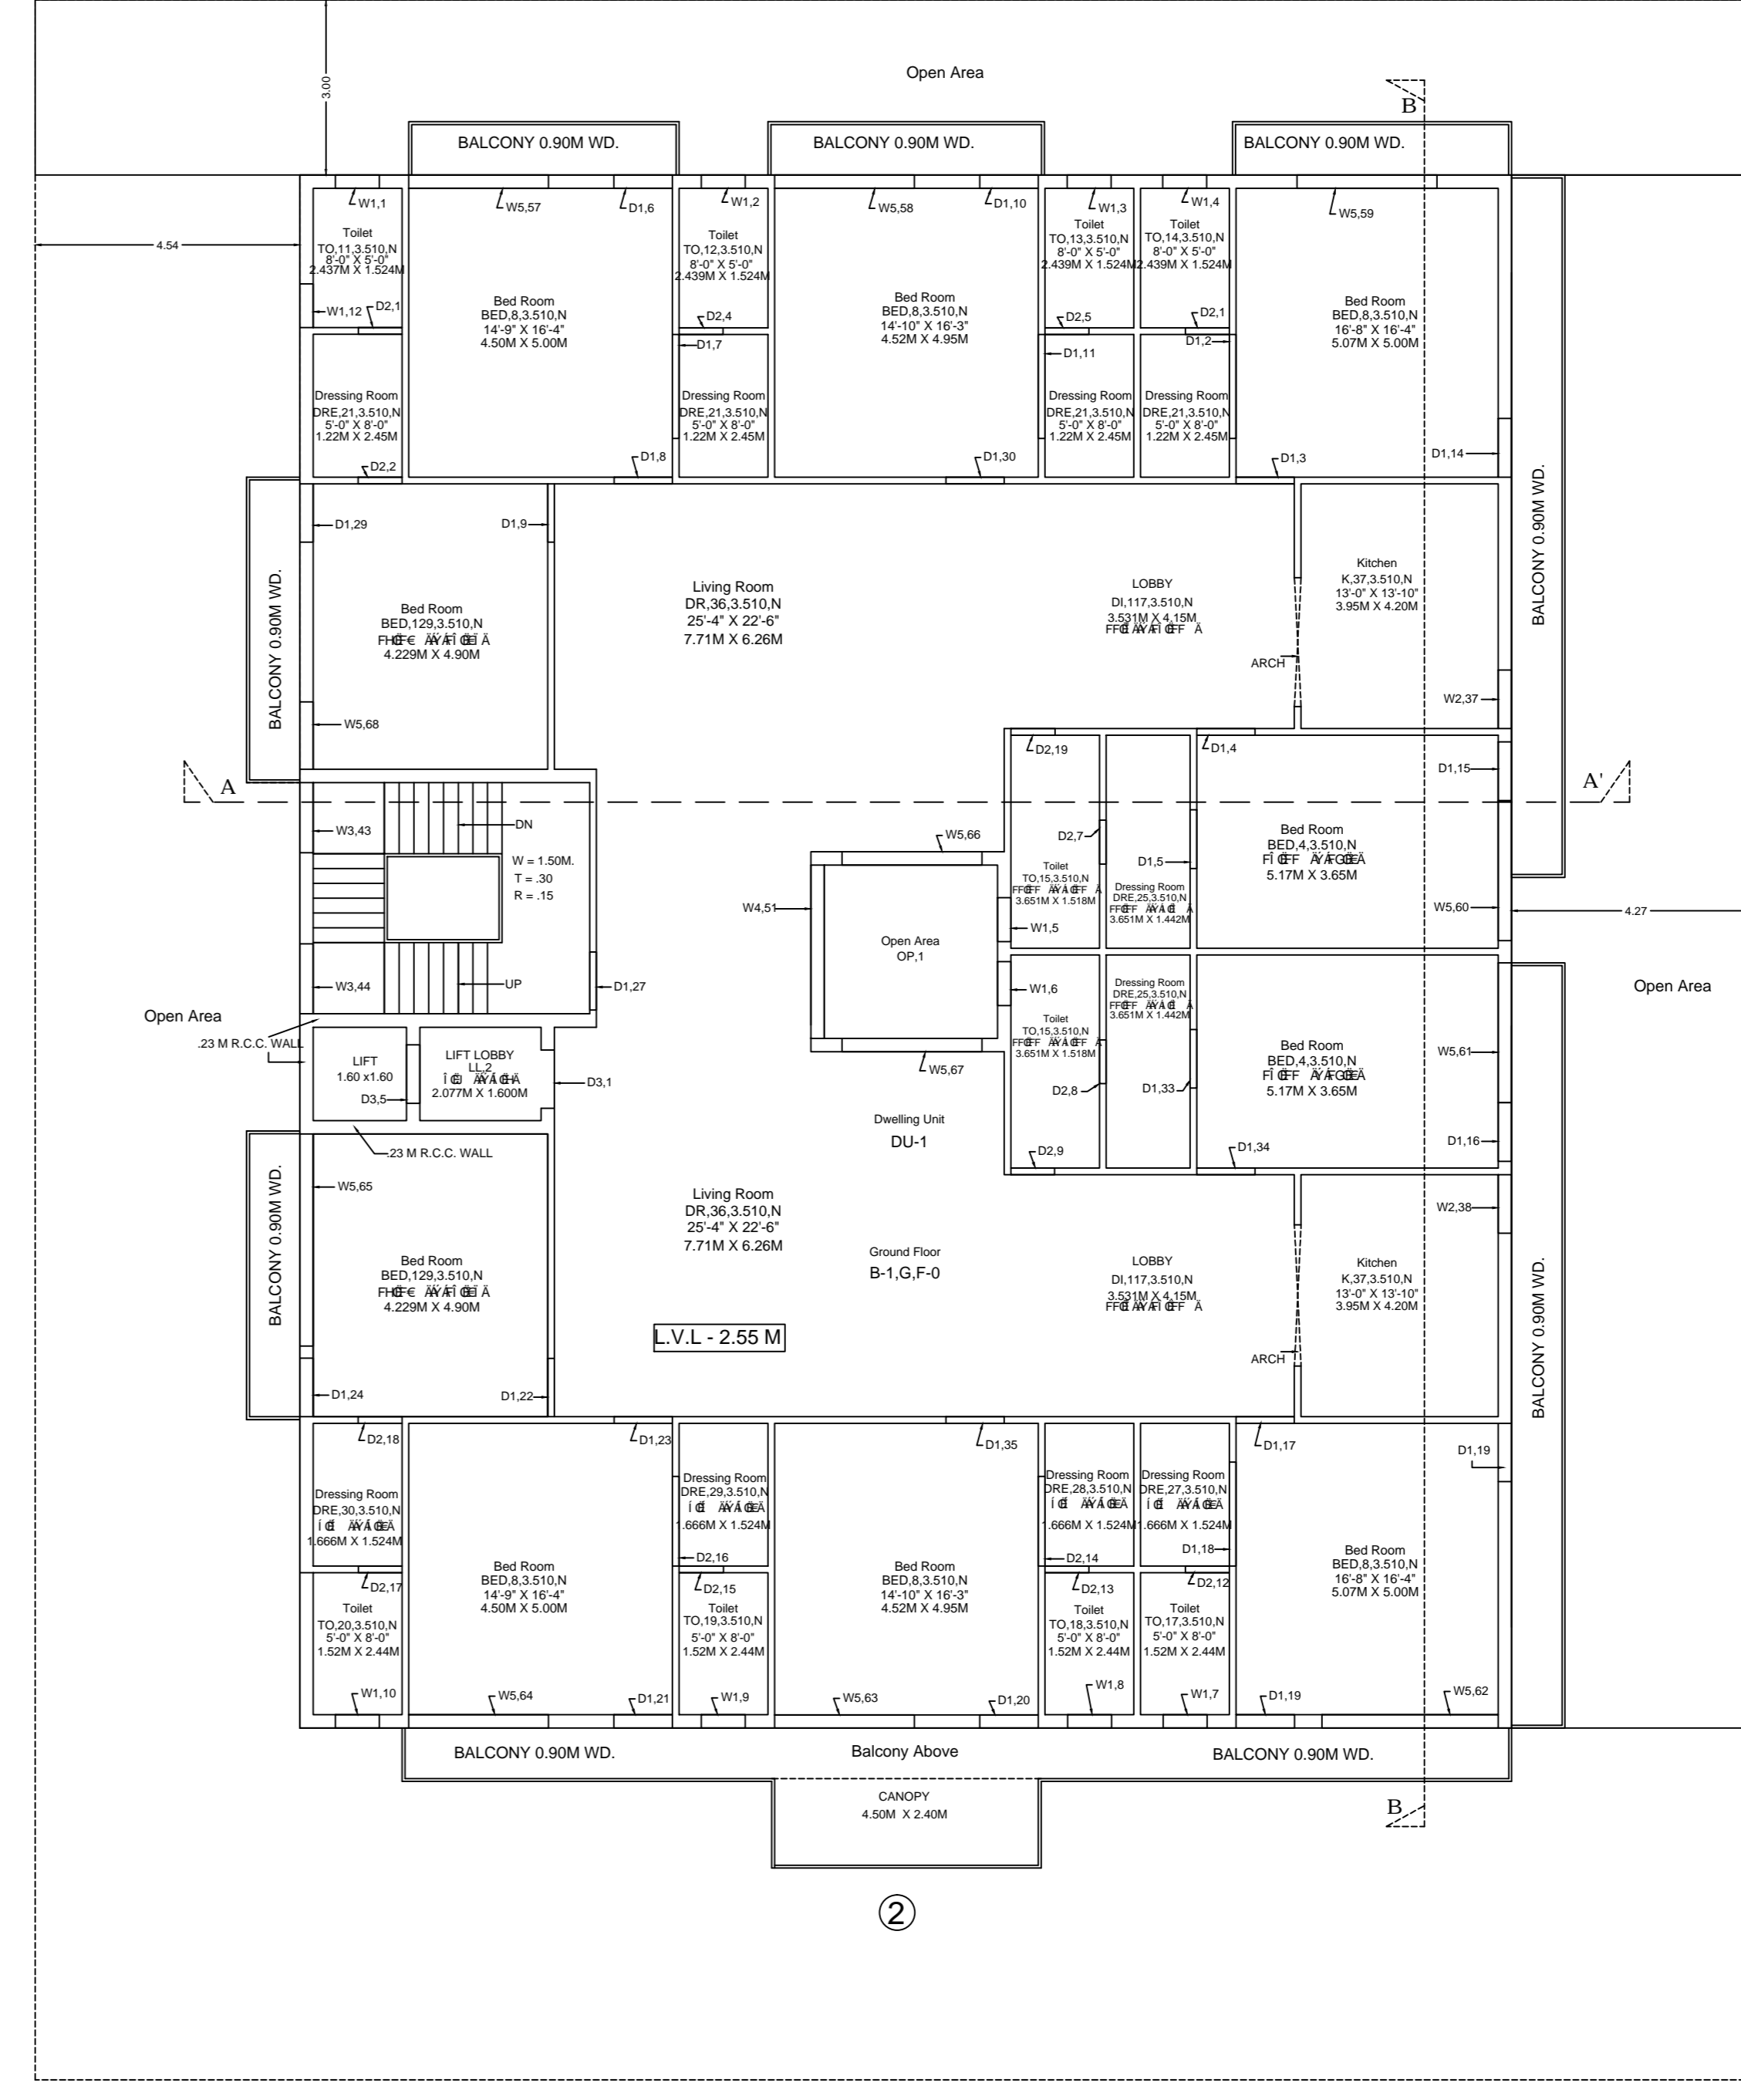 3.00
Open Area
B
BALCONY 0.90M WD.
BALCONY 0.90M WD.
BALCONY 0.90M WD.
4.54
W1,1
W5,57
D1,6
W1,2
W5,58
D1,10
W1,3
W1,4
W5,59
Toilet
TO,11,3.510,N
8'-0" X 5'-0"
2.437M X 1.524M
Toilet
TO,12,3.510,N
8'-0" X 5'-0"
2.439M X 1.524M
Toilet
TO,13,3.510,N
8'-0" X 5'-0"
2.439M X 1.524M
Toilet
TO,14,3.510,N
8'-0" X 5'-0"
2.439M X 1.524M
Bed Room
BED,8,3.510,N
14'-9" X 16'-4"
4.50M X 5.00M
Bed Room
BED,8,3.510,N
14'-10" X 16'-3"
4.52M X 4.95M
Bed Room
BED,8,3.510,N
16'-8" X 16'-4"
5.07M X 5.00M
W1,12
D2,1
D2,4
D1,7
D2,5
D1,11
D2,1
D1,2
Dressing Room
DRE,21,3.510,N
5'-0" X 8'-0"
1.22M X 2.45M
Dressing Room
DRE,21,3.510,N
5'-0" X 8'-0"
1.22M X 2.45M
Dressing Room
DRE,21,3.510,N
5'-0" X 8'-0"
1.22M X 2.45M
Dressing Room
DRE,21,3.510,N
5'-0" X 8'-0"
1.22M X 2.45M
D2,2
D1,8
D1,30
D1,3
D1,14
D1,29
D1,9
BALCONY 0.90M WD.
BALCONY 0.90M WD.
Bed Room
BED,129,3.510,N
4.229M X 4.90M
Living Room
DR,36,3.510,N
25'-4" X 22'-6"
7.71M X 6.26M
LOBBY
DI,117,3.510,N
3.531M X 4.15M
Kitchen
K,37,3.510,N
13'-0" X 13'-10"
3.95M X 4.20M
ARCH
W2,37
W5,68
D2,19
D1,4
D1,15
A
A'
W3,43
DN
W5,66
D2,7
D1,5
W = 1.50M.
T = .30
R = .15
Bed Room
BED,4,3.510,N
5.17M X 3.65M
Toilet
TO,15,3.510,N
3.651M X 1.518M
Dressing Room
DRE,25,3.510,N
3.651M X 1.442M
W4,51
W5,60
4.27
W1,5
Open Area
OP,1
W3,44
UP
D1,27
W1,6
Dressing Room
DRE,25,3.510,N
3.651M X 1.442M
Open Area
Open Area
Toilet
TO,15,3.510,N
3.651M X 1.518M
.23 M R.C.C. WALL
LIFT
1.60 x1.60
D3,5
LIFT LOBBY
LL,2
2.077M X 1.600M
D3,1
W5,67
D2,8
D1,33
Bed Room
BED,4,3.510,N
5.17M X 3.65M
W5,61
Dwelling Unit
DU-1
.23 M R.C.C. WALL
D2,9
D1,34
D1,16
BALCONY 0.90M WD.
BALCONY 0.90M WD.
W5,65
Living Room
DR,36,3.510,N
25'-4" X 22'-6"
7.71M X 6.26M
W2,38
Ground Floor
B-1,G,F-0
Bed Room
BED,129,3.510,N
4.229M X 4.90M
LOBBY
DI,117,3.510,N
3.531M X 4.15M
Kitchen
K,37,3.510,N
13'-0" X 13'-10"
3.95M X 4.20M
L.V.L - 2.55 M
ARCH
D1,24
D1,22
D2,18
D1,23
D1,35
D1,17
D1,19
Dressing Room
DRE,30,3.510,N
1.666M X 1.524M
Dressing Room
DRE,29,3.510,N
1.666M X 1.524M
Dressing Room
DRE,28,3.510,N
1.666M X 1.524M
Dressing Room
DRE,27,3.510,N
1.666M X 1.524M
D2,16
D2,14
D1,18
Bed Room
BED,8,3.510,N
14'-9" X 16'-4"
4.50M X 5.00M
Bed Room
BED,8,3.510,N
14'-10" X 16'-3"
4.52M X 4.95M
Bed Room
BED,8,3.510,N
16'-8" X 16'-4"
5.07M X 5.00M
D2,17
D2,15
D2,13
D2,12
Toilet
TO,20,3.510,N
5'-0" X 8'-0"
1.52M X 2.44M
Toilet
TO,19,3.510,N
5'-0" X 8'-0"
1.52M X 2.44M
Toilet
TO,18,3.510,N
5'-0" X 8'-0"
1.52M X 2.44M
Toilet
TO,17,3.510,N
5'-0" X 8'-0"
1.52M X 2.44M
W1,10
W5,64
D1,21
W1,9
W5,63
D1,20
W1,8
W1,7
D1,19
W5,62
BALCONY 0.90M WD.
Balcony Above
BALCONY 0.90M WD.
CANOPY
4.50M X 2.40M
B
2